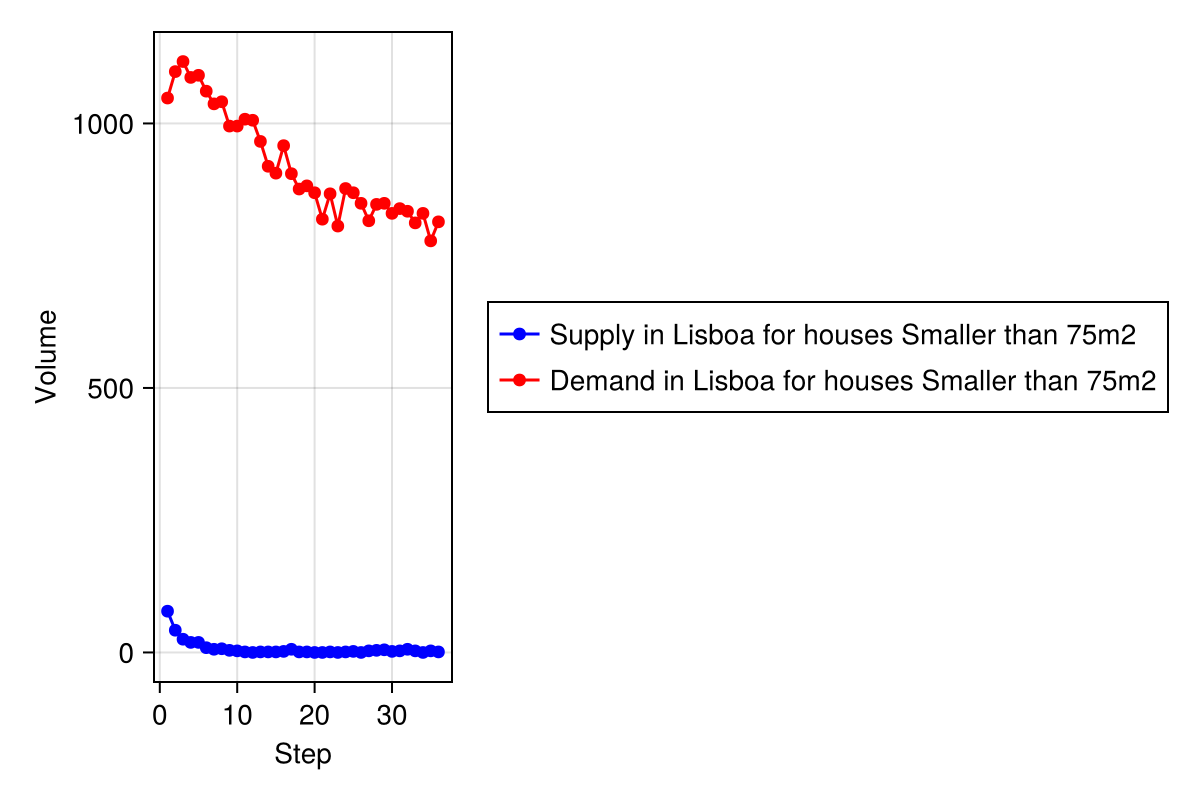 Volume
1000
500
0
0 10 20 30
Step
Supply in Lisboa for houses Smaller than 75m2
Demand in Lisboa for houses Smaller than 75m2